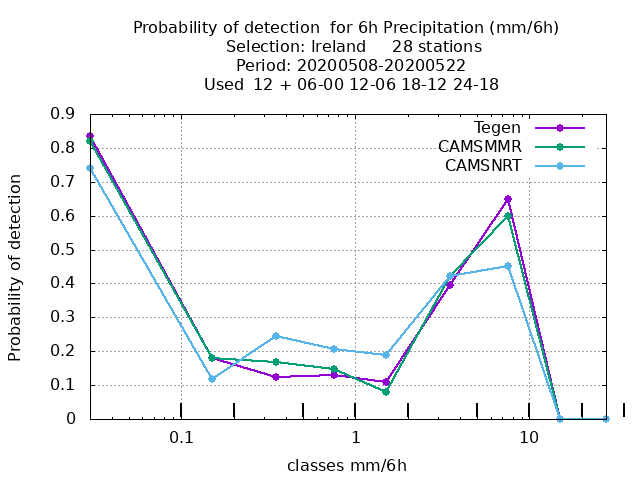 Probability of detection  for 6h Precipitation (mm/6h)
Selection: Ireland     28 stations
Period: 20200508-20200522
Used  12 + 06-00 12-06 18-12 24-18
Tegen
CAMSMMR
CAMSNRT
0.9
0.8
0.7
0.6
0.5
0.4
0.3
0.2
0.1
0
Probability of detection
0.1 1 10
classes mm/6h